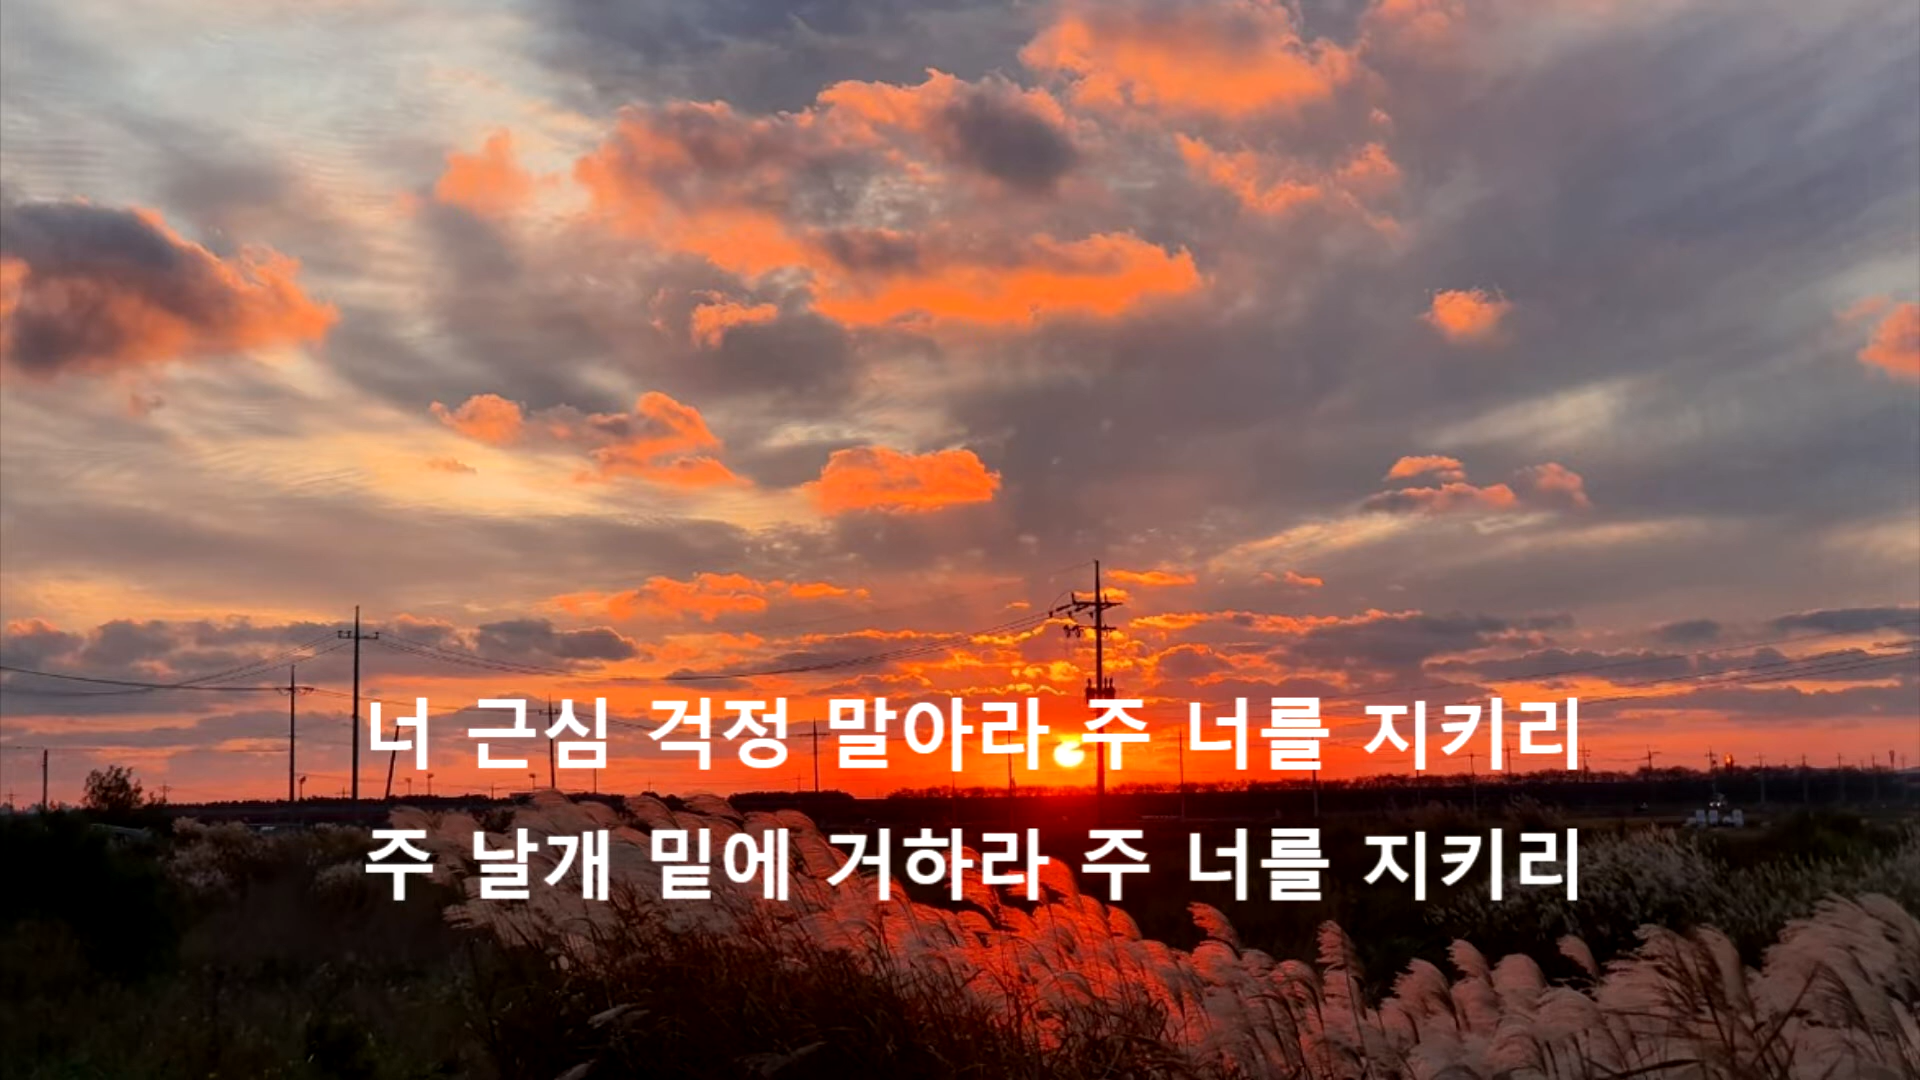 너 근심 걱정 말아라 주 너를 지키리
주 날개 밑에 거하라 주 너를 지키리